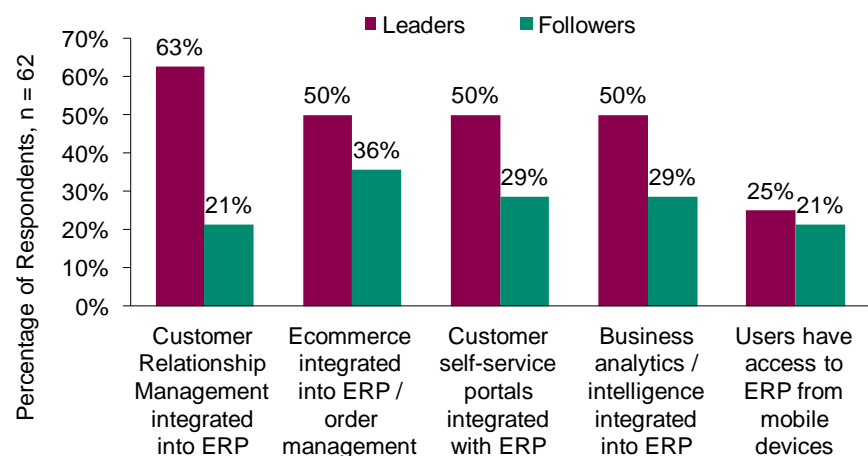 Leaders Followers
Percentage of Respondents, n = 62
70%
60%
50%
40%
30%
20%
10%
0%
63%
21%
50%
36%
50%
29%
50%
29%
25%
21%
Customer
Relationship
Management
integrated
into ERP
Ecommerce
integrated
into ERP /
order
management
Customer
self-service
portals
integrated
with ERP
Business
analytics /
intelligence
integrated
into ERP
Users have
access to
ERP from
mobile
devices